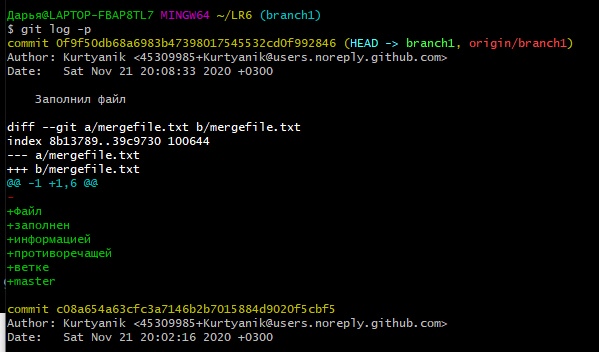 Дарья@LAPTOP-FBAP8TL7 MINGW64 ~/LR6 (branch1)
$ git log -p
commit 0f9f50db68a6983b47398017545532cd0f992846 (HEAD -> branch1, origin/branch1)
Author: Kurtyanik <45309985+Kurtyanik@users.noreply.github.com>
Date:   Sat Nov 21 20:08:33 2020 +0300
    Заполнил файл
diff --git a/mergefile.txt b/mergefile.txt
index 8b13789..39c9730 100644
--- a/mergefile.txt
+++ b/mergefile.txt
@@ -1 +1,6 @@
-
+Файл
+заполнен
+информацией
+противоречащей
+ветке
+master
commit c08a654a63cfc3a7146b2b7015884d9020f5cbf5
Author: Kurtyanik <45309985+Kurtyanik@users.noreply.github.com>
Date:   Sat Nov 21 20:02:16 2020 +0300